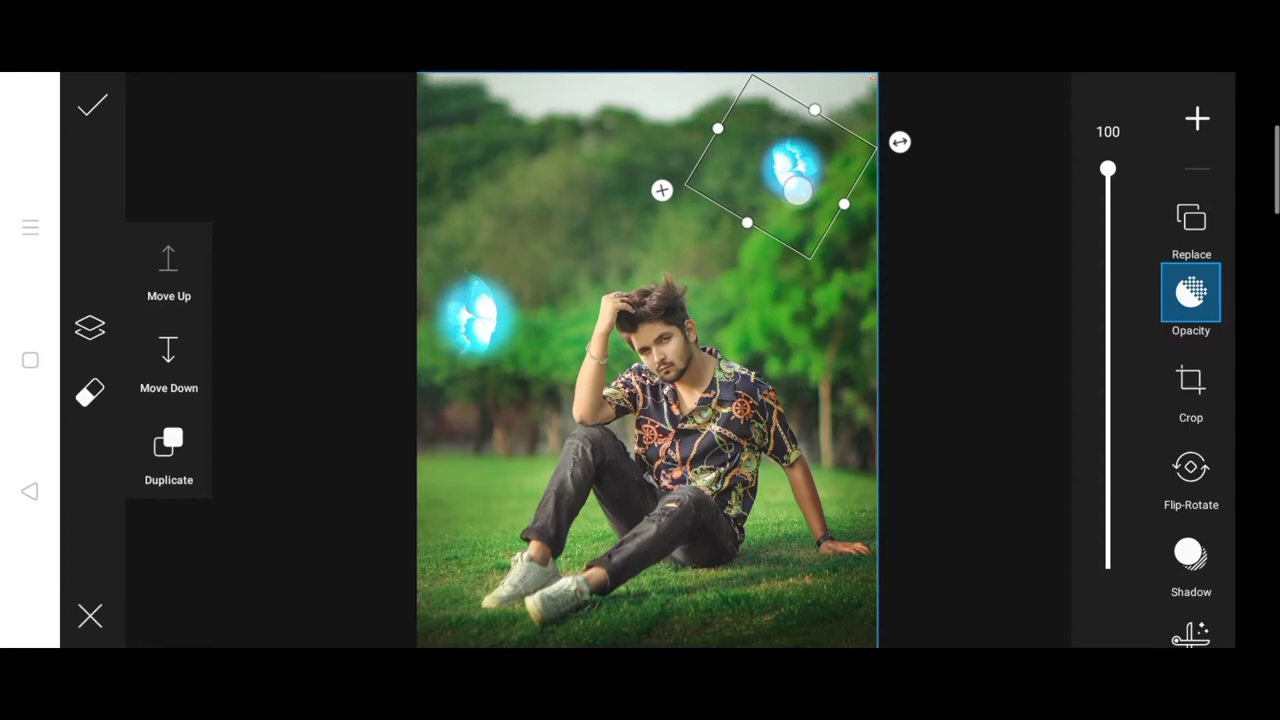 Move Up
Move Down
Duplicate
100
Replace
Opacity
Crop
Flip-Rotate
Shadow